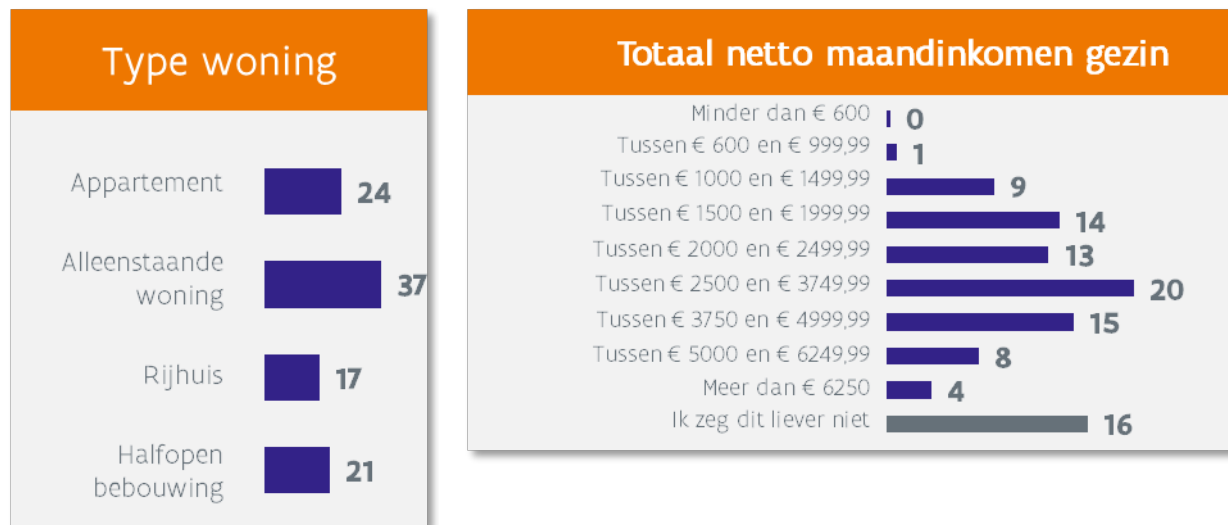 Type woning
Appartement 24
Alleenstaande
woning 37
Rijhuis 17
Halfopen
bebouwing 21
Totaal netto maandinkomen gezin
Minder dan € 600 0
Tussen € 600 en € 999,99 1
Tussen € 1000 en € 1499,99 9
Tussen € 1500 en € 1999,99 14
Tussen € 2000 en € 2499,99 13
Tussen € 2500 en € 3749,99 20
Tussen € 3750 en € 4999,99 15
Tussen € 5000 en € 6249,99 8
Meer dan € 6250 4
Ik zeg dit liever niet 16